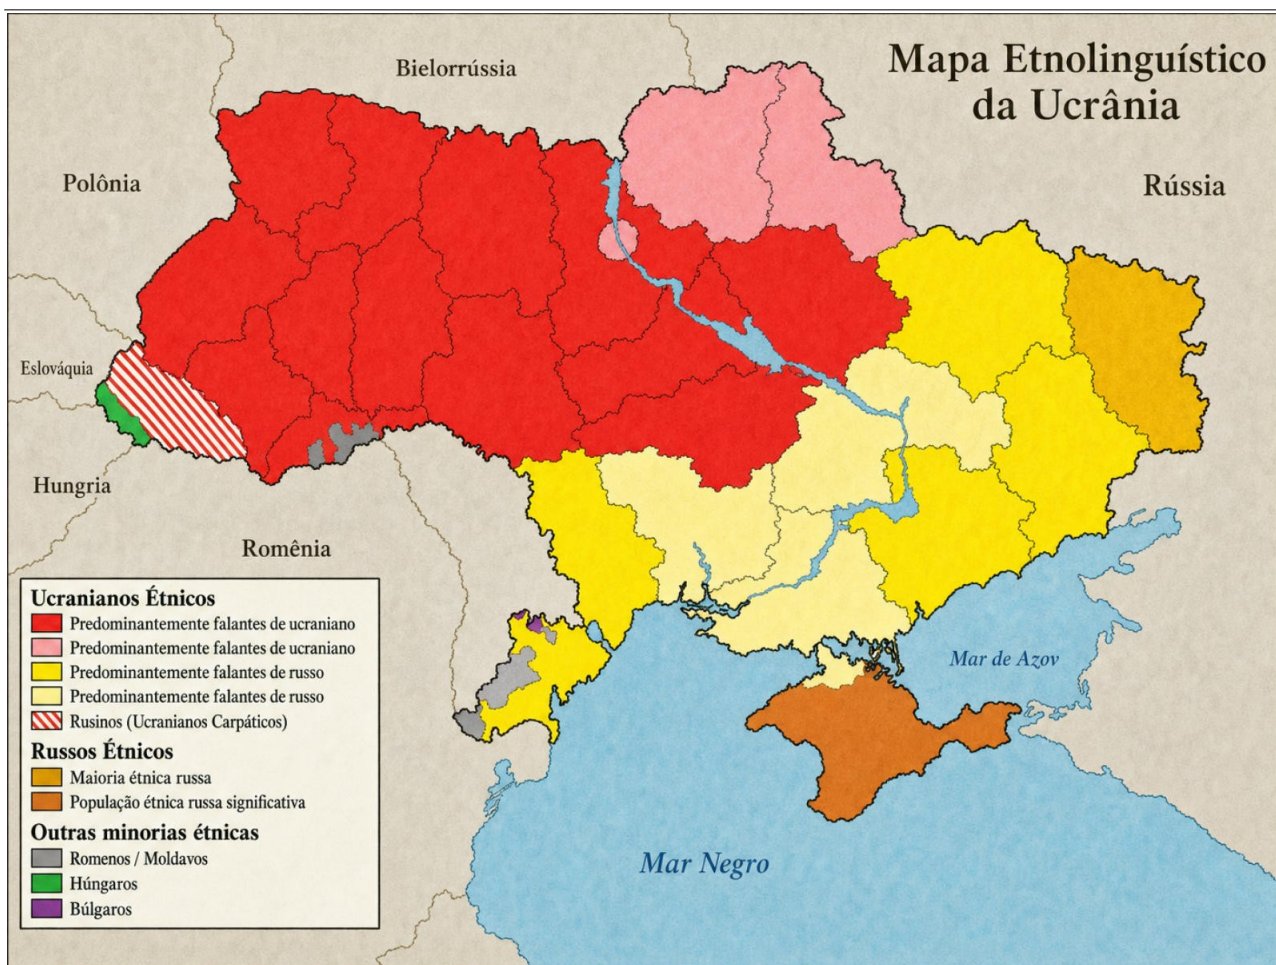 Mapa Etnolinguístico
da Ucrânia
Bielorrússia
Polônia
Rússia
Eslováquia
Hungria
Romênia
Mar de Azov
Mar Negro
Ucranianos Étnicos
Predominantemente falantes de ucraniano
Predominantemente falantes de ucraniano
Predominantemente falantes de russo
Predominantemente falantes de russo
Rusinos (Ucranianos Carpáticos)
Russos Étnicos
Maioria étnica russa
População étnica russa significativa
Outras minorias étnicas
Romenos / Moldavos
Húngaros
Búlgaros